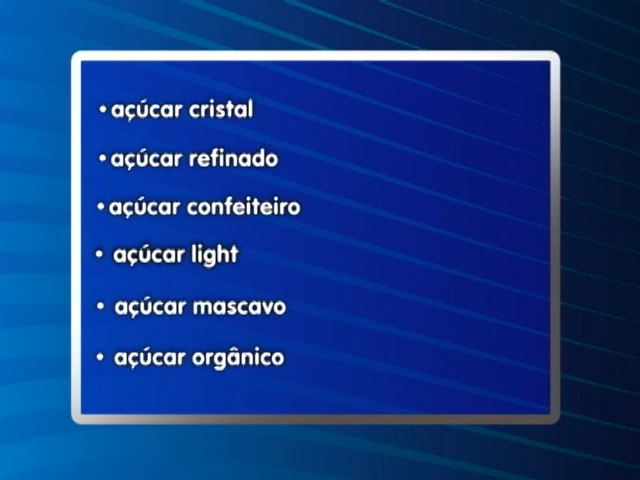 • açúcar cristal
• açúcar refinado
• açúcar confeiteiro
• açúcar light
• açúcar mascavo
• açúcar orgânico